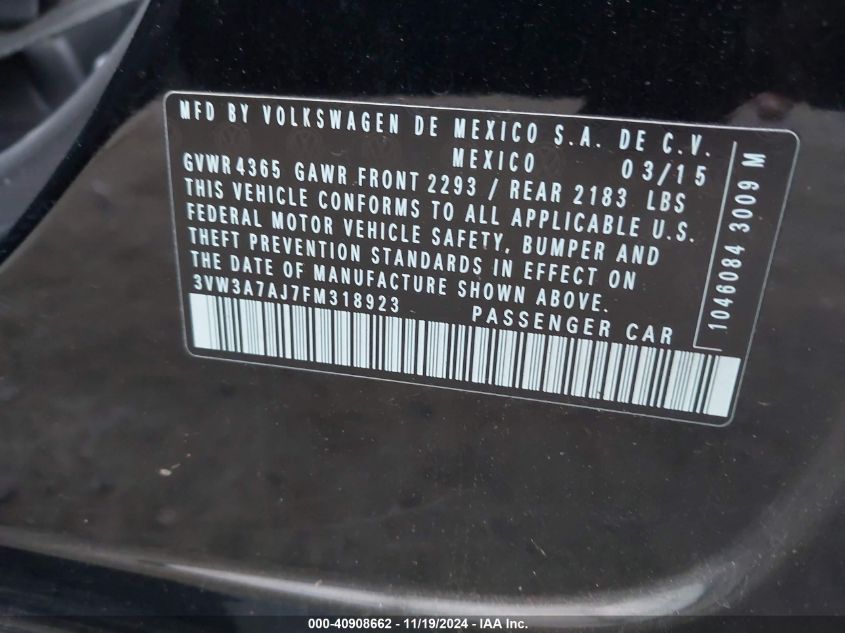 MFD BY VOLKSWAGEN DE MEXICO S.A. DE C.V.
MEXICO 03/15
GVWR 4365 GAWR FRONT 2293 / REAR 2183 LBS
THIS VEHICLE CONFORMS TO ALL APPLICABLE U.S.
FEDERAL MOTOR VEHICLE SAFETY, BUMPER AND
THEFT PREVENTION STANDARDS IN EFFECT ON
THE DATE OF MANUFACTURE SHOWN ABOVE.
3VW3A7AJ7FM318923 PASSENGER CAR
1046084 3009 M
000-40908662 - 11/19/2024 - IAA Inc.